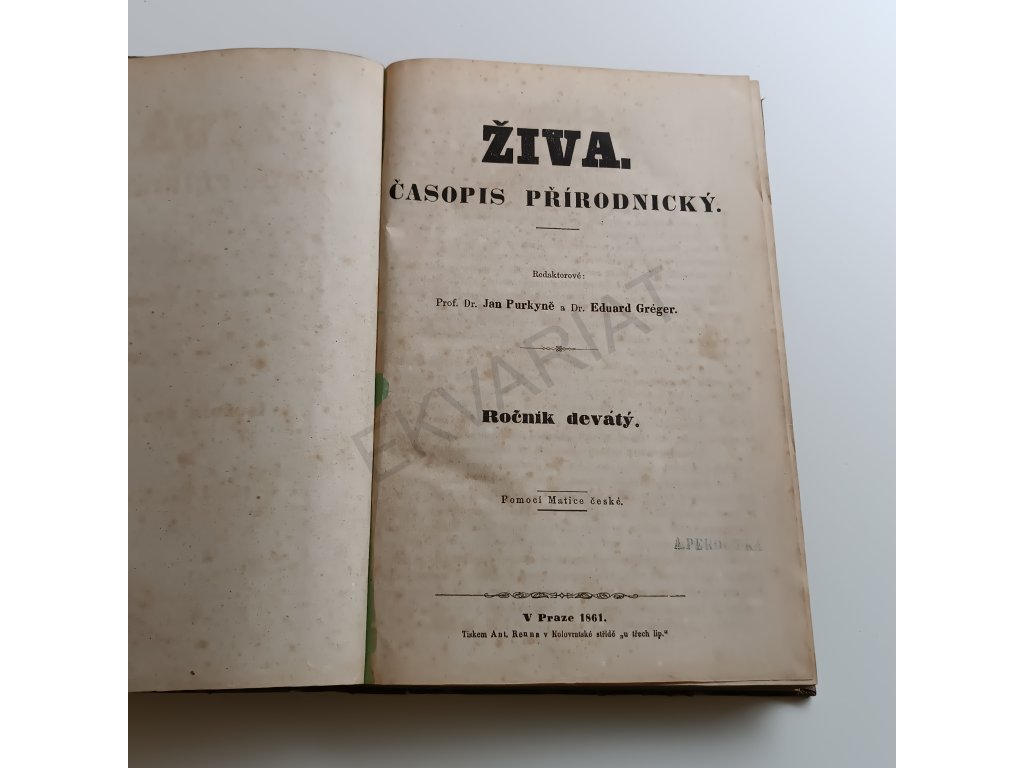 ŽIVA.
ČASOPIS PŘÍRODNICKÝ.
Redaktorové:
Prof. Dr. Jan Purkyně a Dr. Eduard Gréger.
EKVARIAT
Ročník devátý.
Pomocí Matice české.
V Praze 1861.
Tiskem Ant. Renna v Kolovratské střídě „u třech lip.“